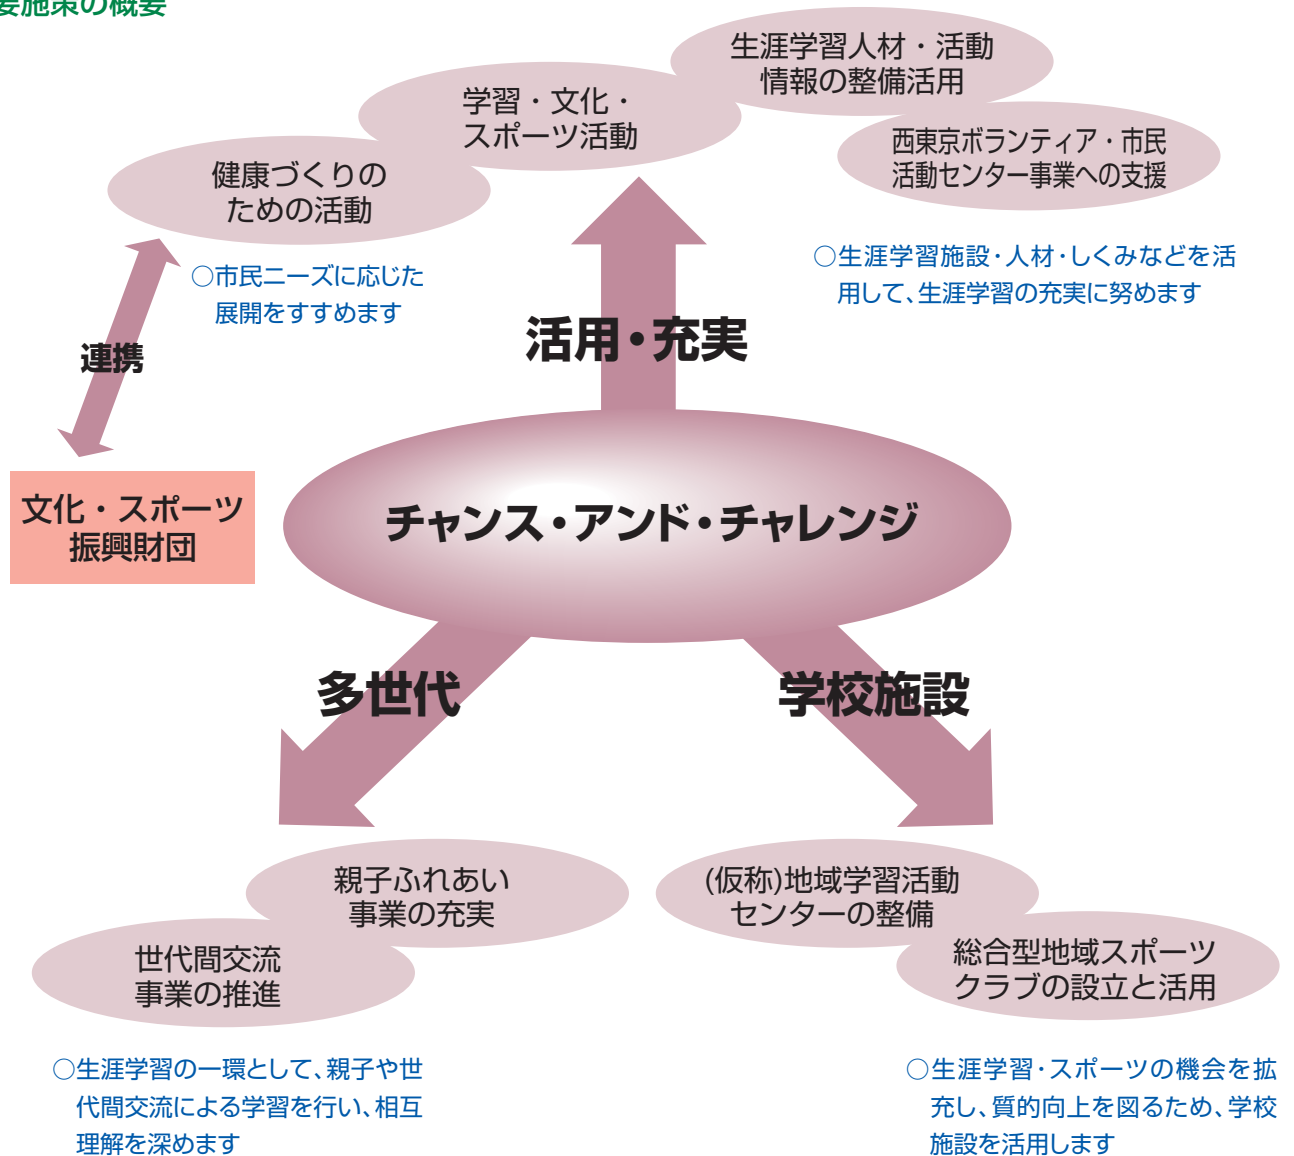 要施策の概要
生涯学習人材・活動
情報の整備活用
学習・文化・
スポーツ活動
西東京ボランティア・市民
活動センター事業への支援
健康づくりの
ための活動
○市民ニーズに応じた
展開をすすめます
○生涯学習施設・人材・しくみなどを活
用して、生涯学習の充実に努めます
活用・充実
連携
文化・スポーツ
振興財団
チャンス・アンド・チャレンジ
多世代
学校施設
親子ふれあい
事業の充実
世代間交流
事業の推進
(仮称)地域学習活動
センターの整備
総合型地域スポーツ
クラブの設立と活用
○生涯学習の一環として、親子や世
代間交流による学習を行い、相互
理解を深めます
○生涯学習・スポーツの機会を拡
充し、質的向上を図るため、学校
施設を活用します